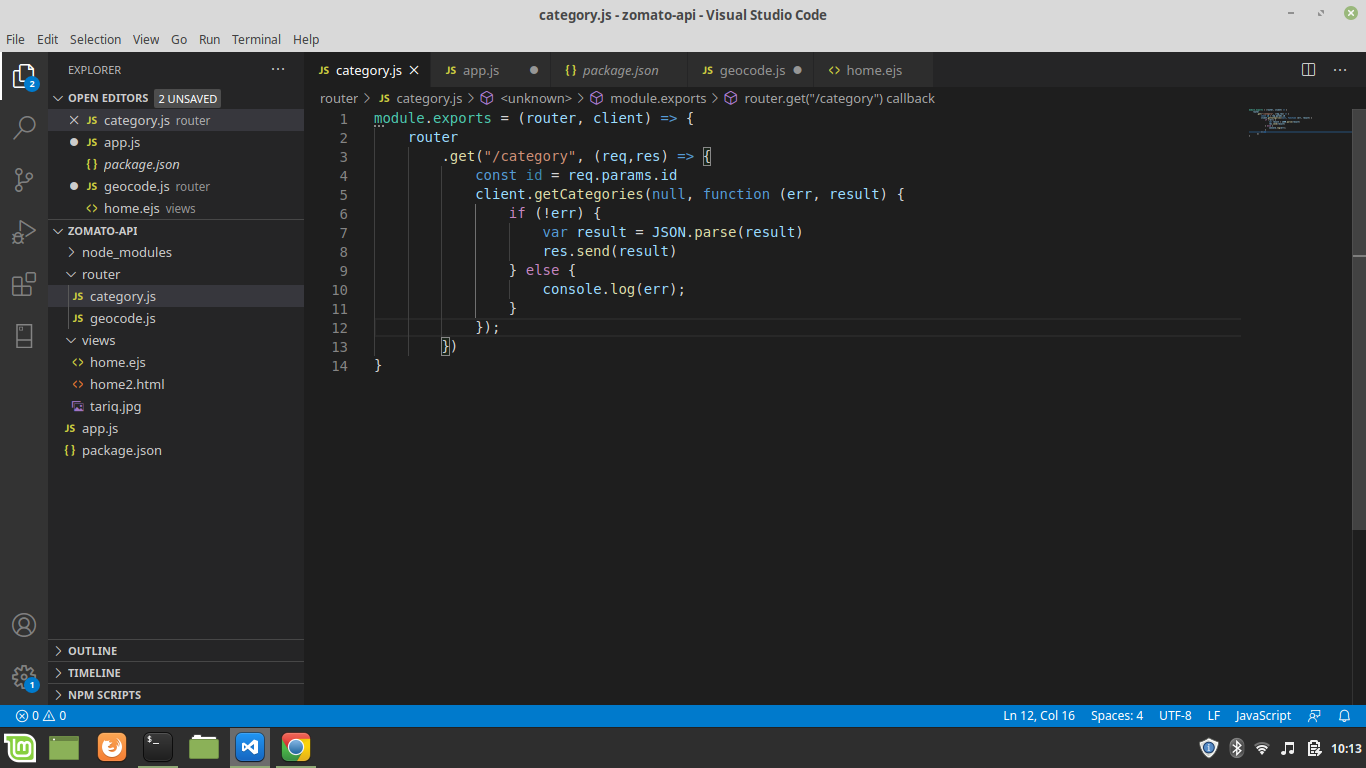 category.js - zomato-api - Visual Studio Code
File Edit Selection View Go Run Terminal Help
EXPLORER
OPEN EDITORS 2 UNSAVED
JS category.js router
JS app.js
{} package.json
JS geocode.js router
<> home.ejs views
ZOMATO-API
node_modules
router
JS category.js
JS geocode.js
views
<> home.ejs
<> home2.html
tariq.jpg
JS app.js
{} package.json
OUTLINE
TIMELINE
NPM SCRIPTS
JS category.js JS app.js {} package.json JS geocode.js <> home.ejs
router > JS category.js > <unknown> > module.exports > router.get("/category") callback
1 module.exports = (router, client) => {
2 router
3 .get("/category", (req,res) => {
4 const id = req.params.id
5 client.getCategories(null, function (err, result) {
6 if (!err) {
7 var result = JSON.parse(result)
8 res.send(result)
9 } else {
10 console.log(err);
11 }
12 });
13 })
14 }
2
1
0 0 Ln 12, Col 16 Spaces: 4 UTF-8 LF JavaScript
10:13